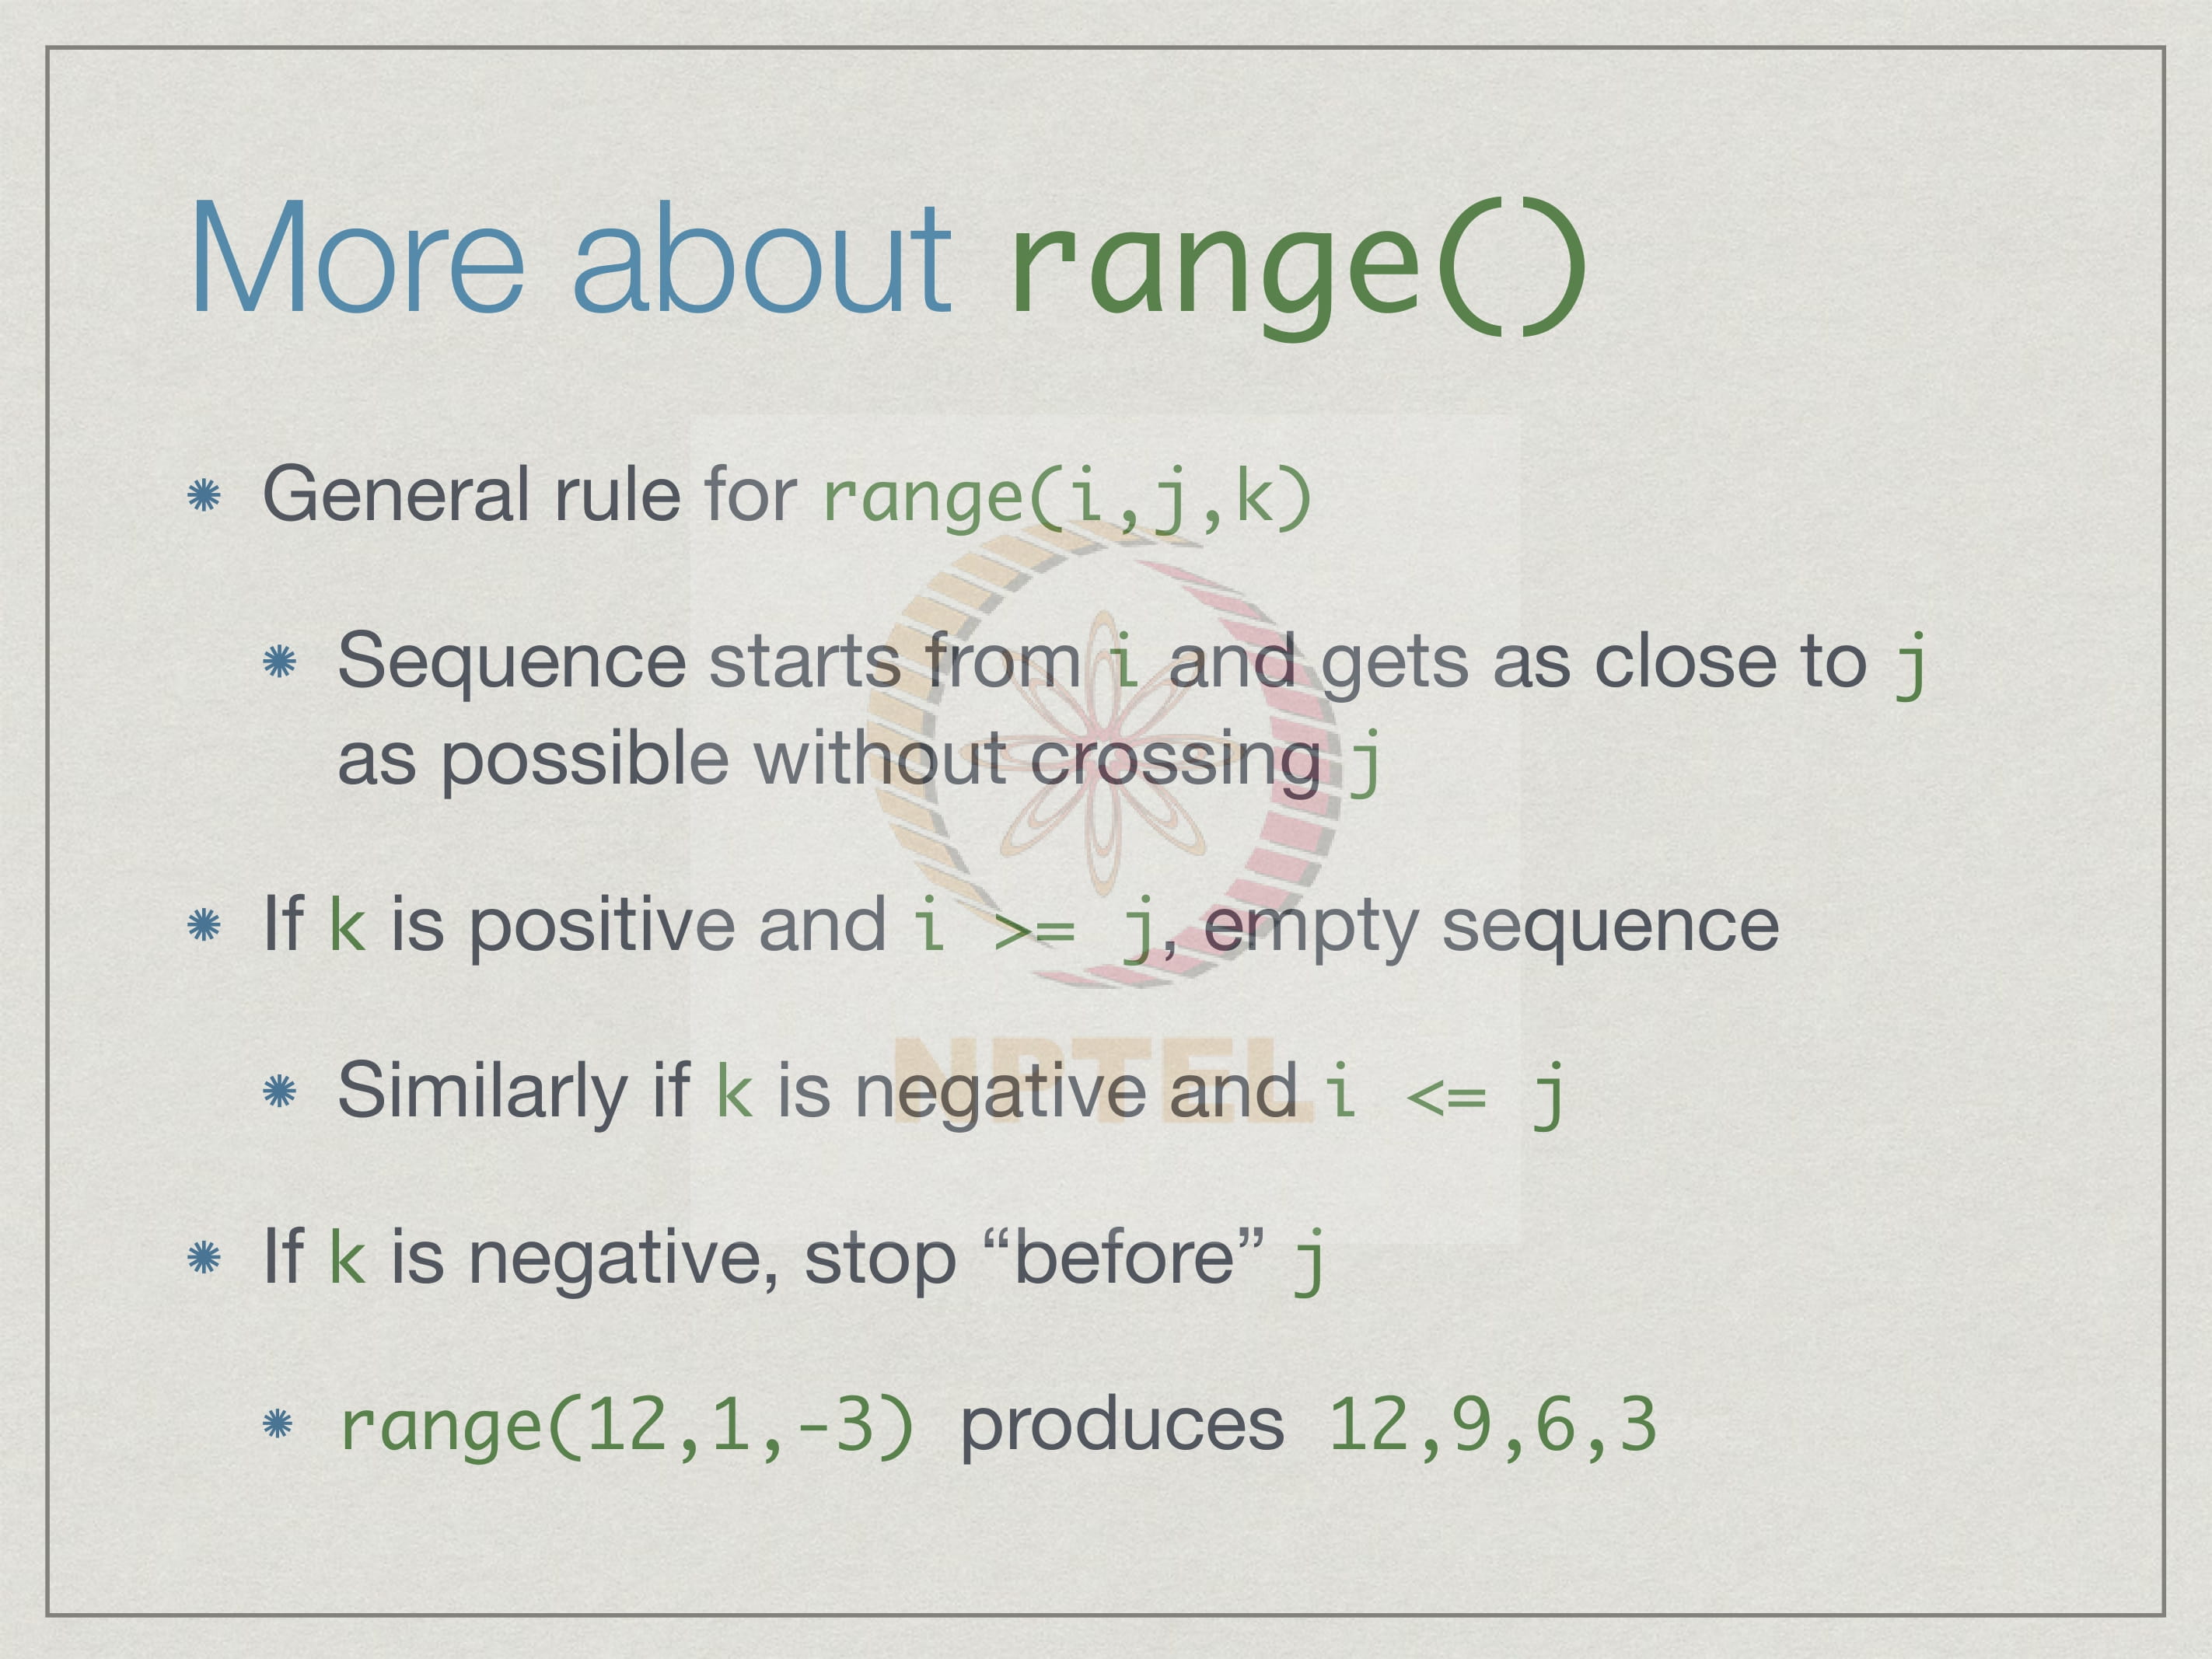 More about range()
General rule for range(i,j,k)
Sequence starts from i and gets as close to j
as possible without crossing j
If k is positive and i >= j, empty sequence
NPTEL
Similarly if k is negative and i <= j
If k is negative, stop “before” j
range(12,1,-3) produces 12,9,6,3